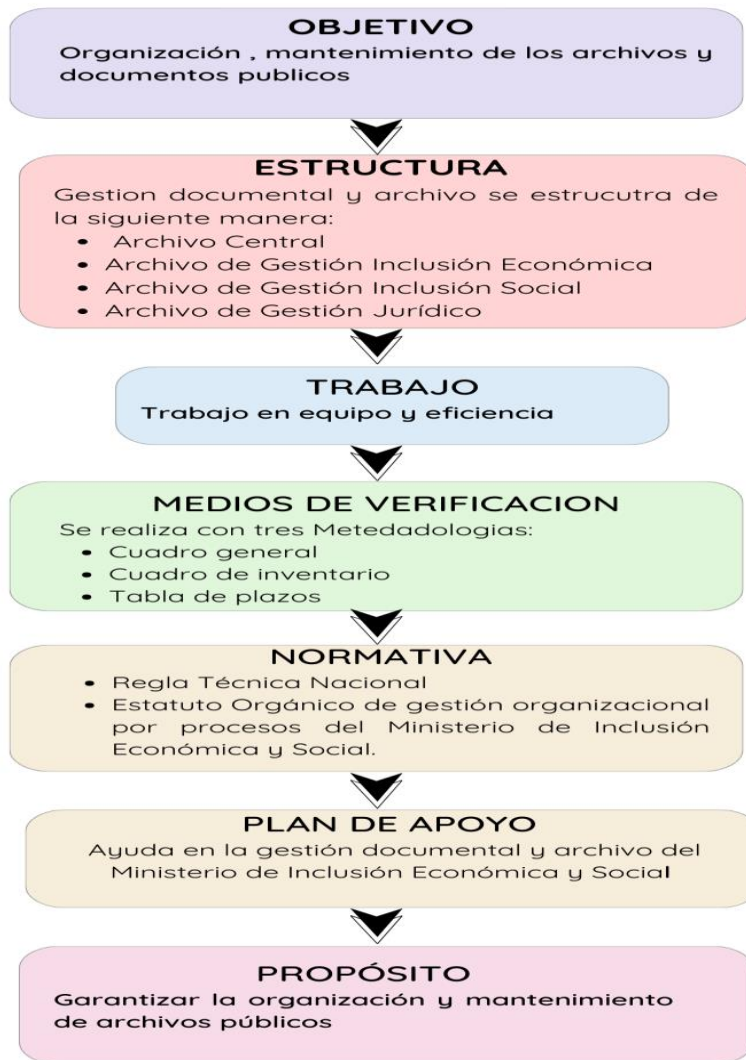 OBJETIVO
Organización , mantenimiento de los archivos y
documentos publicos
ESTRUCTURA
Gestion documental y archivo se estrucutra de
la siguiente manera:
• Archivo Central
• Archivo de Gestión Inclusión Económica
• Archivo de Gestión Inclusión Social
• Archivo de Gestión Jurídico
TRABAJO
Trabajo en equipo y eficiencia
MEDIOS DE VERIFICACION
Se realiza con tres Metedadologias:
• Cuadro general
• Cuadro de inventario
• Tabla de plazos
NORMATIVA
• Regla Técnica Nacional
• Estatuto Orgánico de gestión organizacional
por procesos del Ministerio de Inclusión
Económica y Social.
PLAN DE APOYO
Ayuda en la gestión documental y archivo del
Ministerio de Inclusión Económica y Social
PROPÓSITO
Garantizar la organización y mantenimiento
de archivos públicos